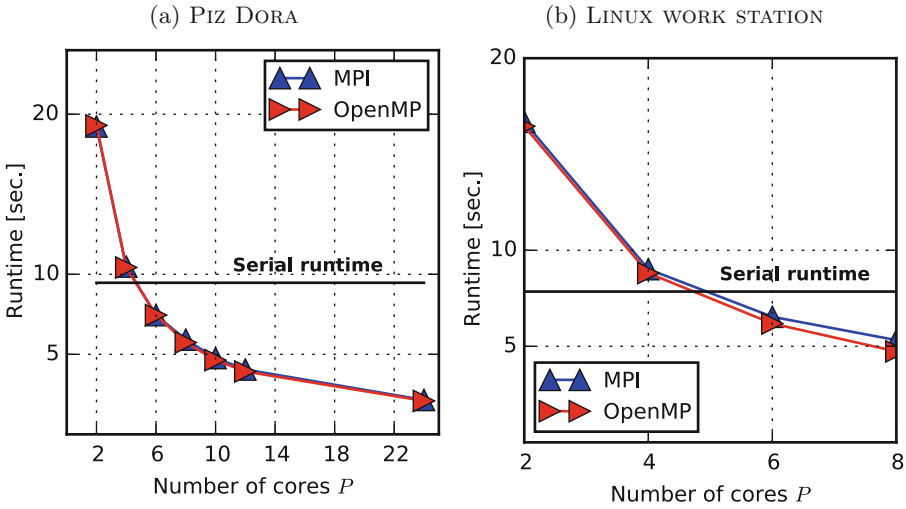 (a) PIZ DORA
MPI
OpenMP
20
10
5
Runtime [sec.]
Serial runtime
2 6 10 14 18 22
Number of cores P
(b) LINUX WORK STATION
20
10
5
Runtime [sec.]
Serial runtime
MPI
OpenMP
2 4 6 8
Number of cores P